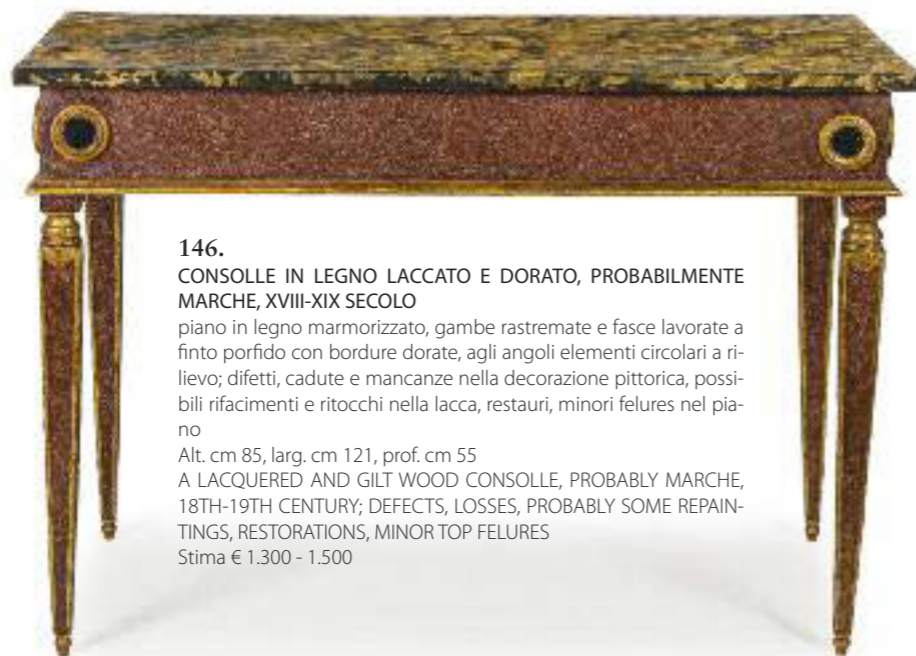 146.
CONSOLLE IN LEGNO LACCATO E DORATO, PROBABILMENTE
MARCHE, XVIII-XIX SECOLO
piano in legno marmorizzato, gambe rastremate e fasce lavorate a
finto porfido con bordure dorate, agli angoli elementi circolari a ri-
lievo; difetti, cadute e mancanze nella decorazione pittorica, possi-
bili rifacimenti e ritocchi nella lacca, restauri, minori felures nel pia-
no
Alt. cm 85, larg. cm 121, prof. cm 55
A LACQUERED AND GILT WOOD CONSOLLE, PROBABLY MARCHE,
18TH-19TH CENTURY; DEFECTS, LOSSES, PROBABLY SOME REPAIN-
TINGS, RESTORATIONS, MINOR TOP FELURES
Stima € 1.300 - 1.500